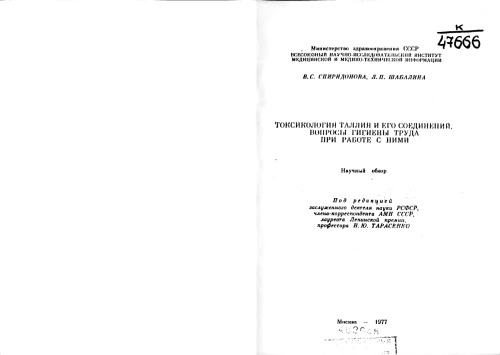 К
47666
Министерство здравоохранения СССР
ВСЕСОЮЗНЫЙ НАУЧНО-ИССЛЕДОВАТЕЛЬСКИЙ ИНСТИТУТ
МЕДИЦИНСКОЙ И МЕДИКО-ТЕХНИЧЕСКОЙ ИНФОРМАЦИИ
В.С. СПИРИДОНОВА, Л.П. ШАБАЛИНА
ТОКСИКОЛОГИЯ ТАЛЛИЯ И ЕГО СОЕДИНЕНИЙ.
ВОПРОСЫ ГИГИЕНЫ ТРУДА
ПРИ РАБОТЕ С НИМИ
Научный обзор
Под редакцией
заслуженного деятеля науки РСФСР,
члена-корреспондента АМН СССР,
лауреата Ленинской премии,
профессора Н.Ю. ТАРАСЕНКО
Москва - 1977